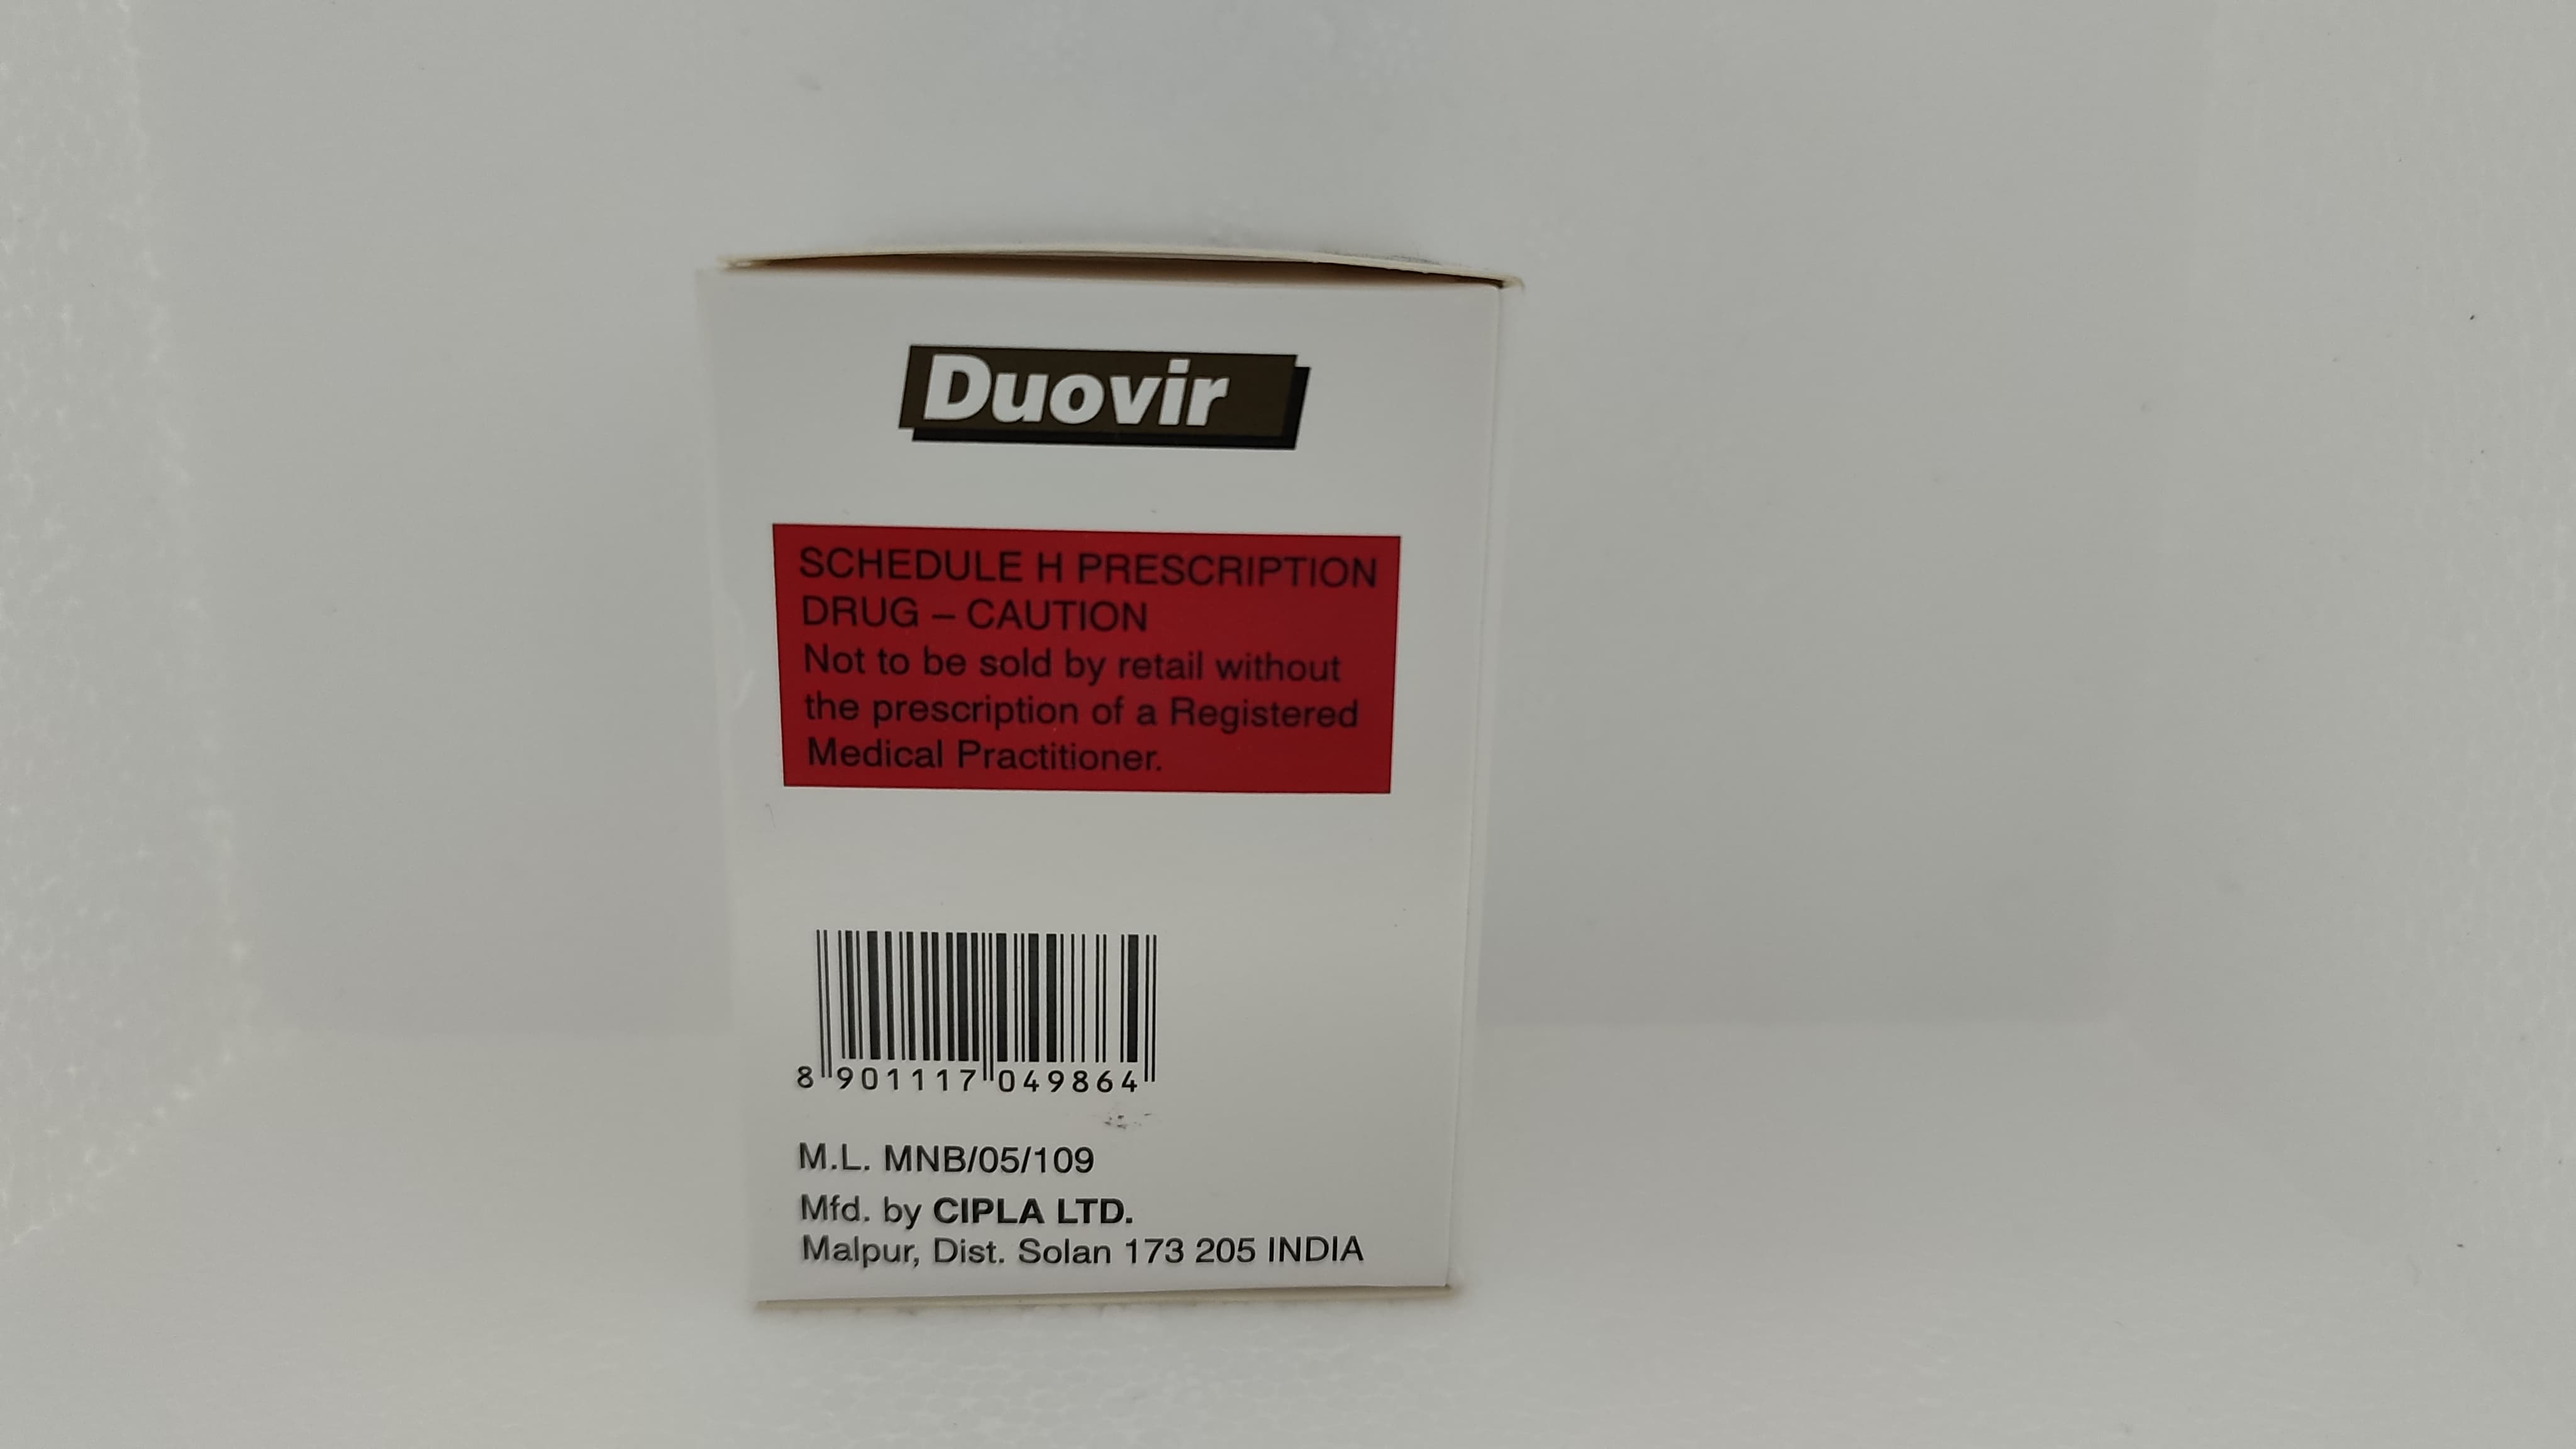 Duovir
SCHEDULE H PRESCRIPTION
DRUG – CAUTION
Not to be sold by retail without
the prescription of a Registered
Medical Practitioner.
8 901117 049864
M.L. MNB/05/109
Mfd. by CIPLA LTD.
Malpur, Dist. Solan 173 205 INDIA